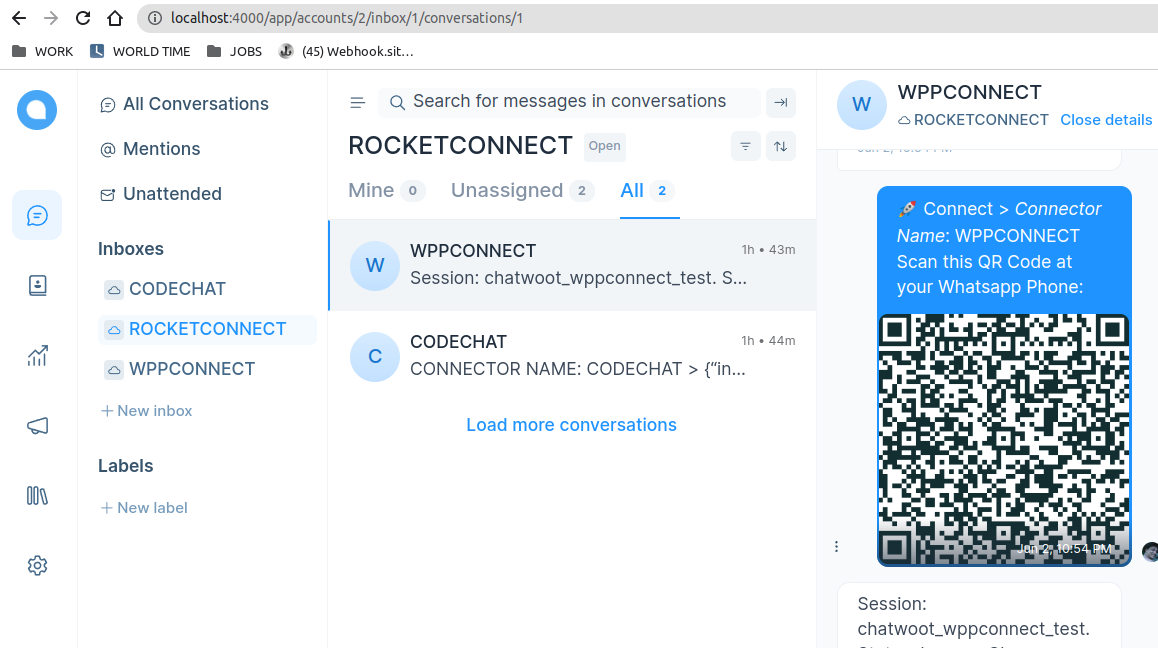 localhost:4000/app/accounts/2/inbox/1/conversations/1
WORK
WORLD TIME
JOBS
(45) Webhook.sit...
All Conversations
Mentions
Unattended
Inboxes
CODECHAT
ROCKETCONNECT
WPPCONNECT
+ New inbox
Labels
+ New label
Search for messages in conversations
ROCKETCONNECT Open
Mine 0 Unassigned 2 All 2
W
WPPCONNECT 1h • 43m
Session: chatwoot_wppconnect_test. S...
C
CODECHAT 1h • 44m
CONNECTOR NAME: CODECHAT > {"in...
Load more conversations
W
WPPCONNECT
ROCKETCONNECT Close details
🚀 Connect > Connector
Name: WPPCONNECT
Scan this QR Code at
your Whatsapp Phone:
Jun 2, 10:54 PM
Session:
chatwoot_wppconnect_test.